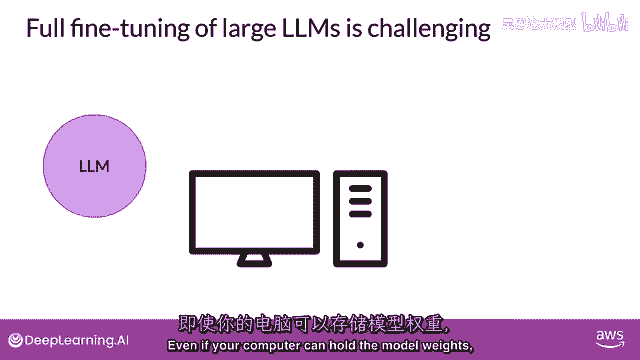 Full fine-tuning of large LLMs is challenging
bilibili
LLM
即使你的电脑可以存储模型权重,
Even if your computer can hold the model weights,
DeepLearning.AI
aws